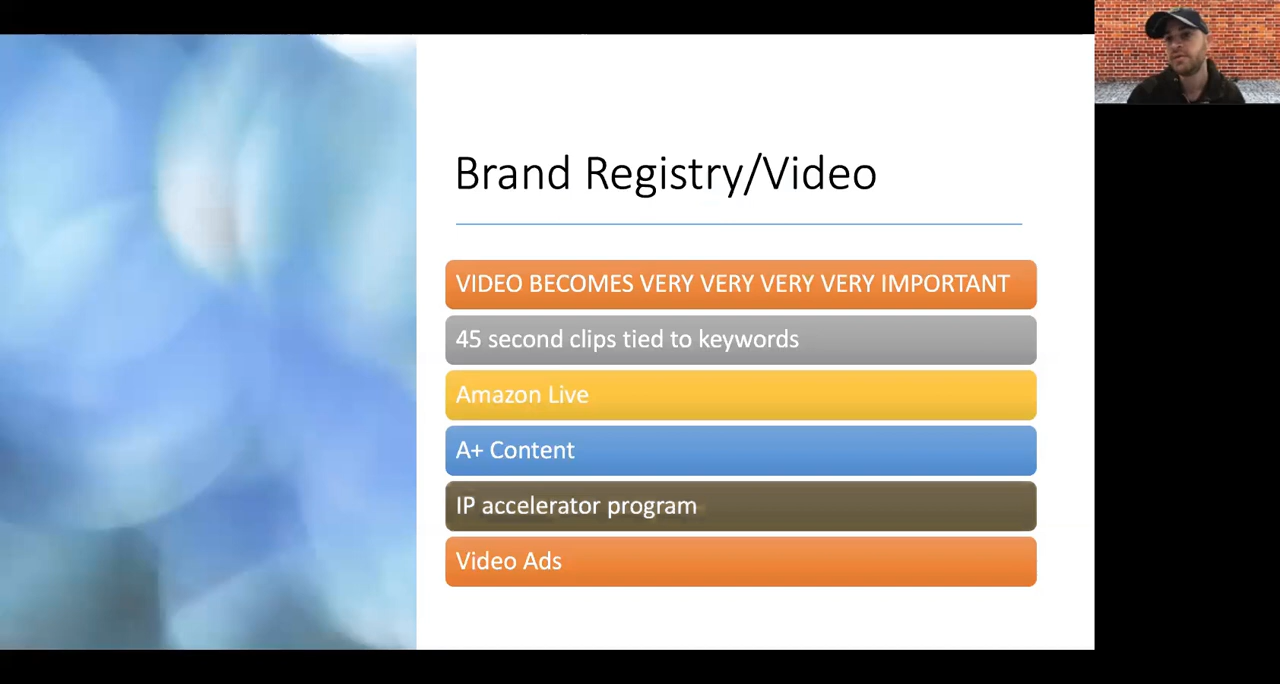 Brand Registry/Video
VIDEO BECOMES VERY VERY VERY VERY IMPORTANT
45 second clips tied to keywords
Amazon Live
A+ Content
IP accelerator program
Video Ads